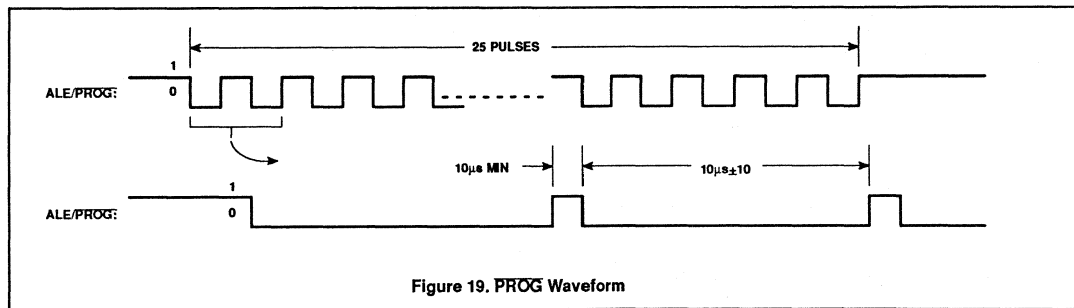 25 PULSES
1
ALE/PROG:
0
10µs MIN
10µs±10
1
ALE/PROG:
0
Figure 19. PROG Waveform